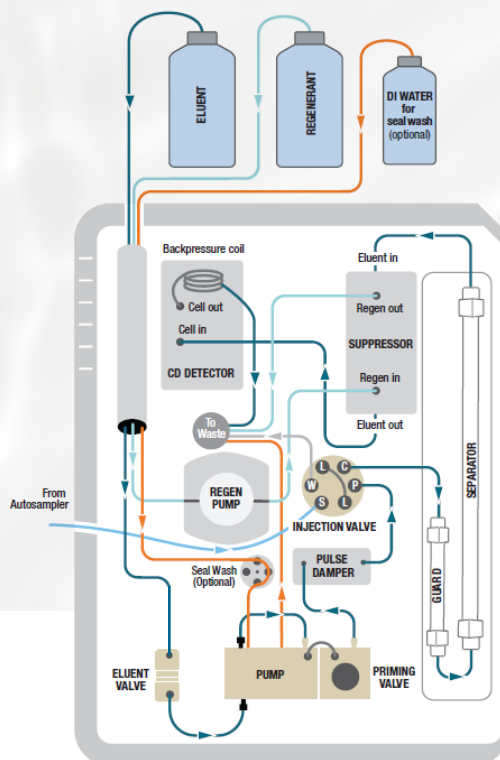 ELUENT
REGENERANT
DI WATER
for
seal wash
(optional)
Backpressure coil
Cell out
Cell in
CD DETECTOR
Eluent in
Regen out
SUPPRESSOR
Regen in
Eluent out
SEPARATOR
To
Waste
From
Autosampler
REGEN
PUMP
L
C
W
P
S
L
INJECTION VALVE
Seal Wash
(Optional)
PULSE
DAMPER
GUARD
ELUENT
VALVE
PUMP
PRIMING
VALVE